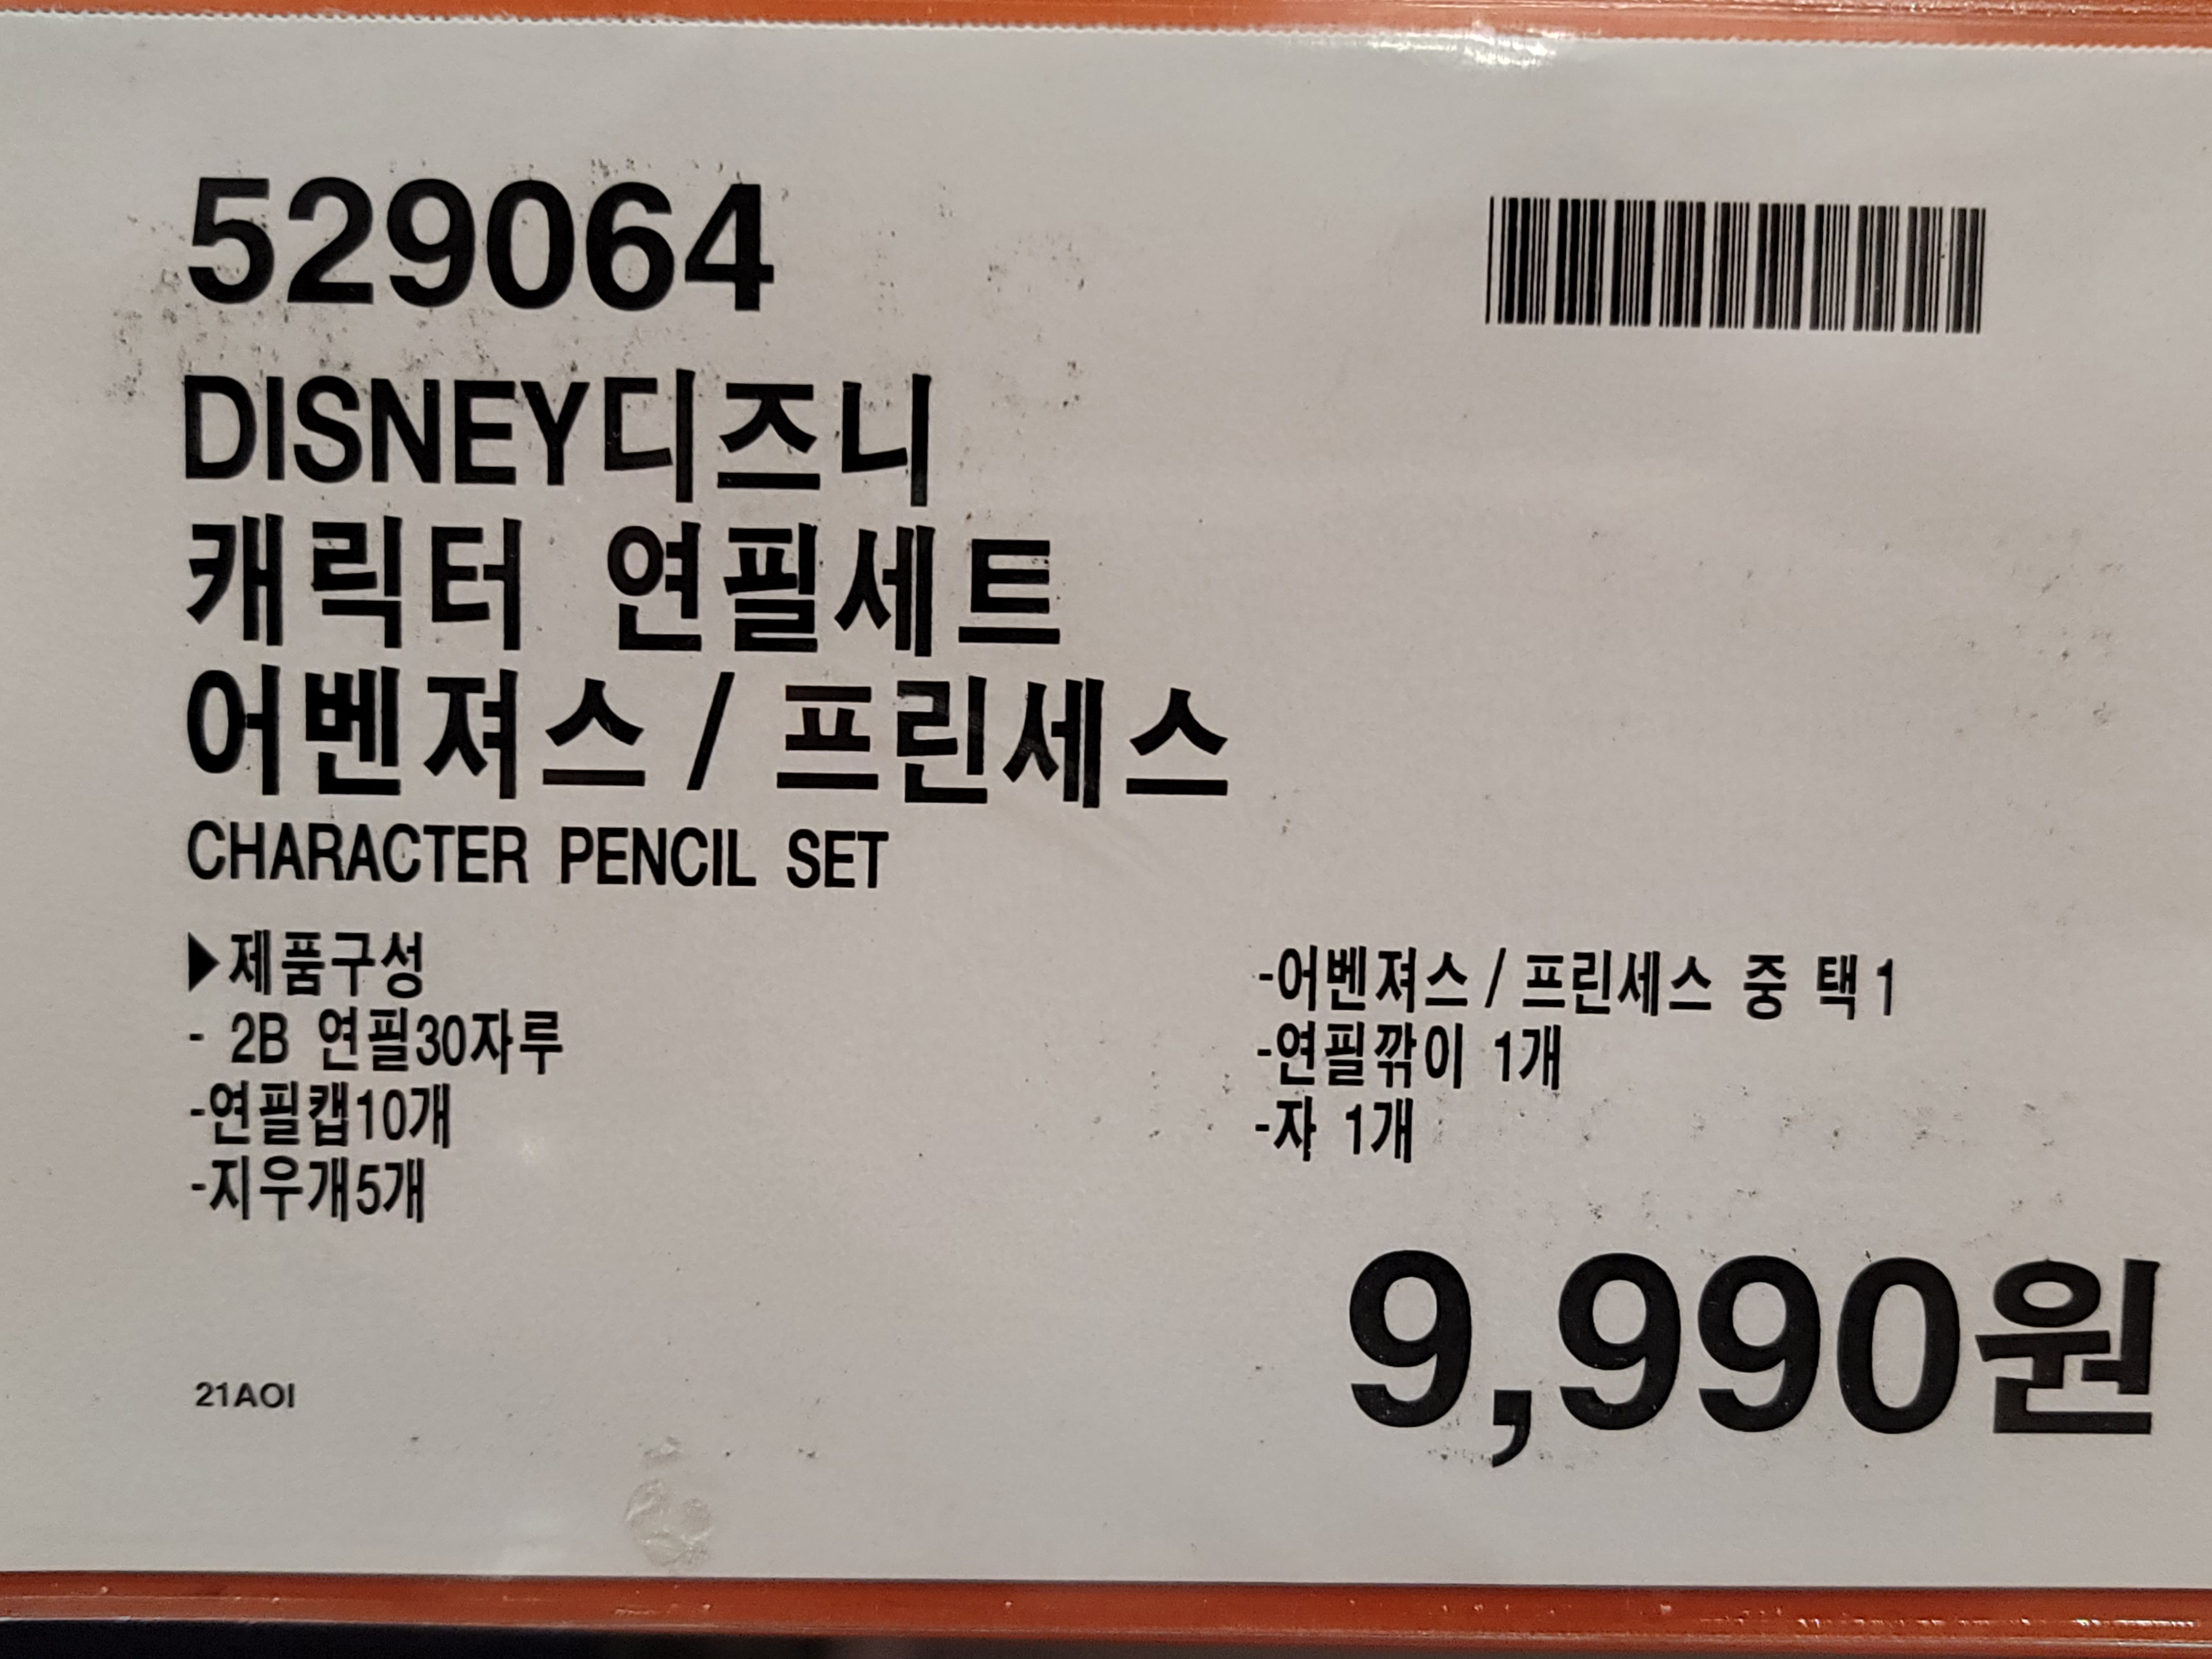 529064
DISNEY디즈니
캐릭터 연필세트
어벤져스 / 프린세스
CHARACTER PENCIL SET
▶제품구성
- 2B 연필30자루
-연필캡10개
-지우개5개
-어벤져스 / 프린세스 중 택1
-연필깎이 1개
-자 1개
9,990원
21AOI